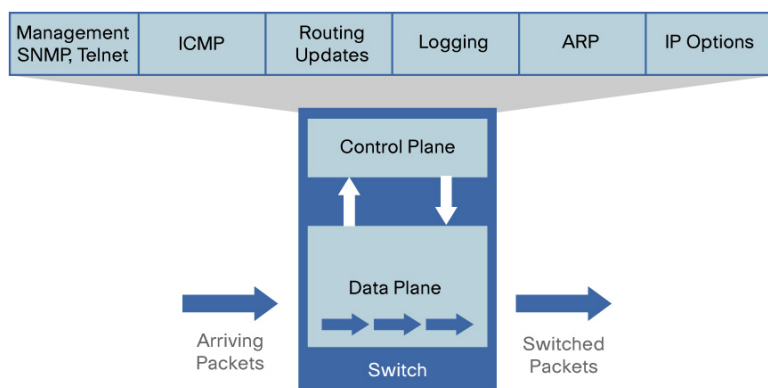 Management
SNMP, Telnet
ICMP
Routing
Updates
Logging
ARP
IP Options
Control Plane
Data Plane
Arriving
Packets
Switch
Switched
Packets